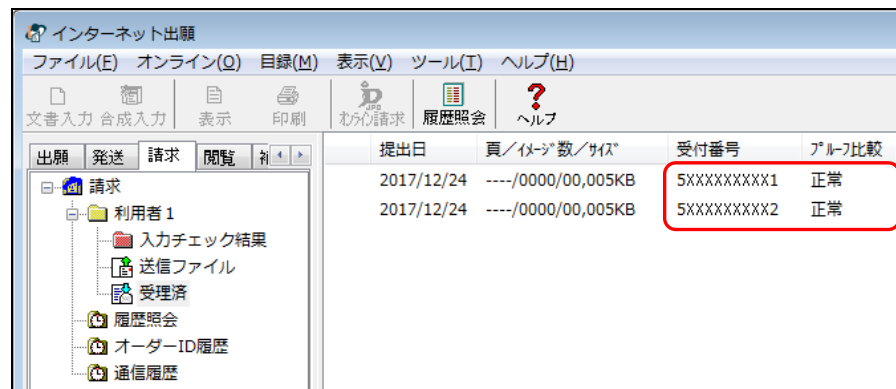 インターネット出願
ファイル(F) オンライン(O) 目録(M) 表示(V) ツール(T) ヘルプ(H)
文書入力 合成入力 表示 印刷 ｵﾝﾗｲﾝ請求 履歴照会 ヘルプ
出願 発送 請求 閲覧
提出日 頁／ｲﾒｰｼﾞ数／ｻｲｽﾞ 受付番号 ﾌﾟﾙｰﾌ比較
2017/12/24 ----/0000/00,005KB 5XXXXXXXXX1 正常
2017/12/24 ----/0000/00,005KB 5XXXXXXXXX2 正常
請求
利用者１
入力チェック結果
送信ファイル
受理済
履歴照会
オーダーID履歴
通信履歴